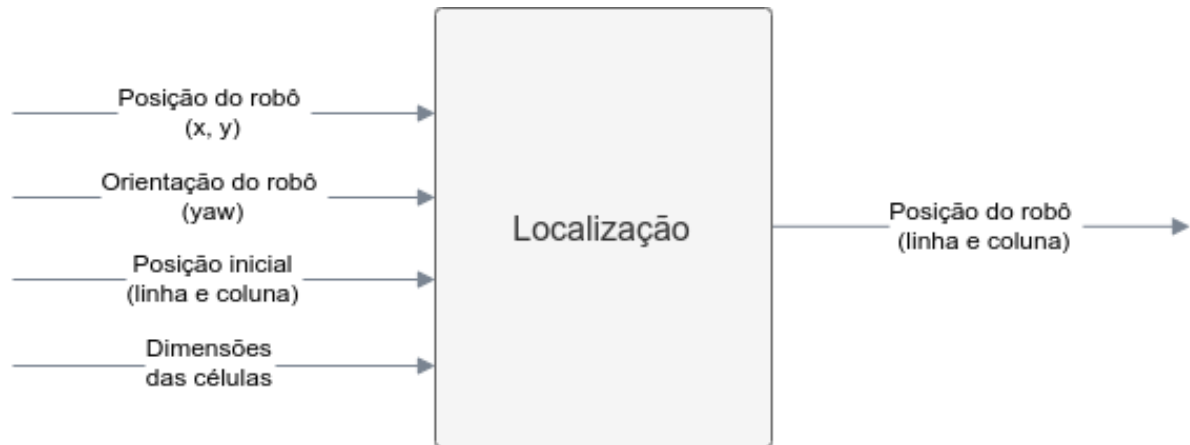 Posição do robô
(x, y)
Orientação do robô
(yaw)
Posição inicial
(linha e coluna)
Dimensões
das células
Localização
Posição do robô
(linha e coluna)